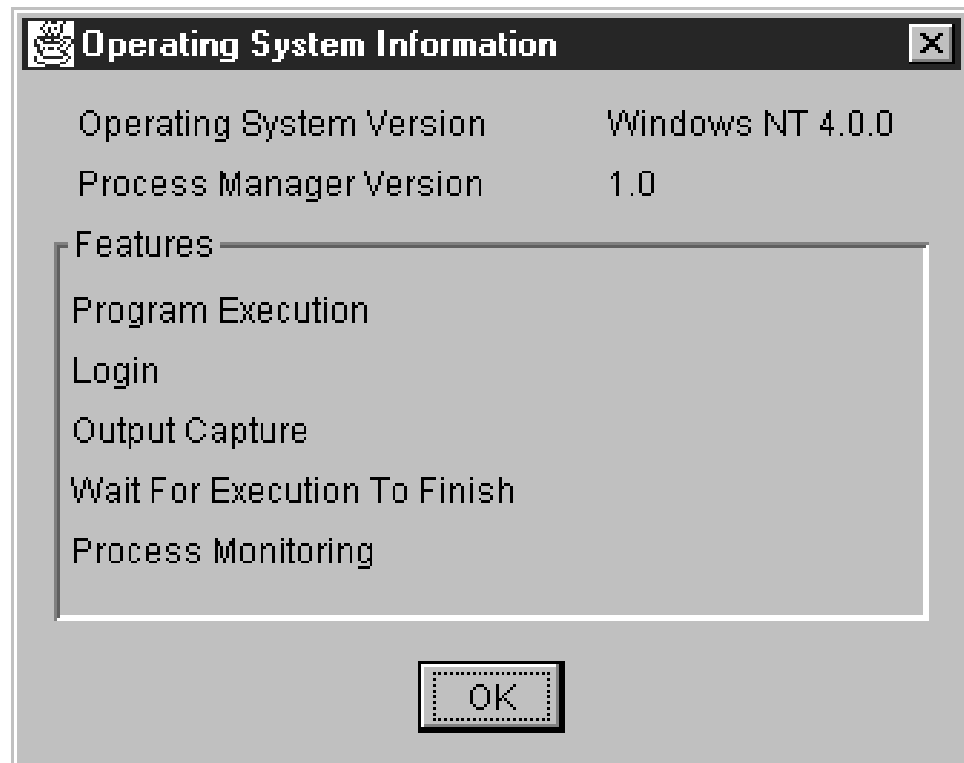 Operating System Information
Operating System Version Windows NT 4.0.0
Process Manager Version 1.0
Features
Program Execution
Login
Output Capture
Wait For Execution To Finish
Process Monitoring
OK